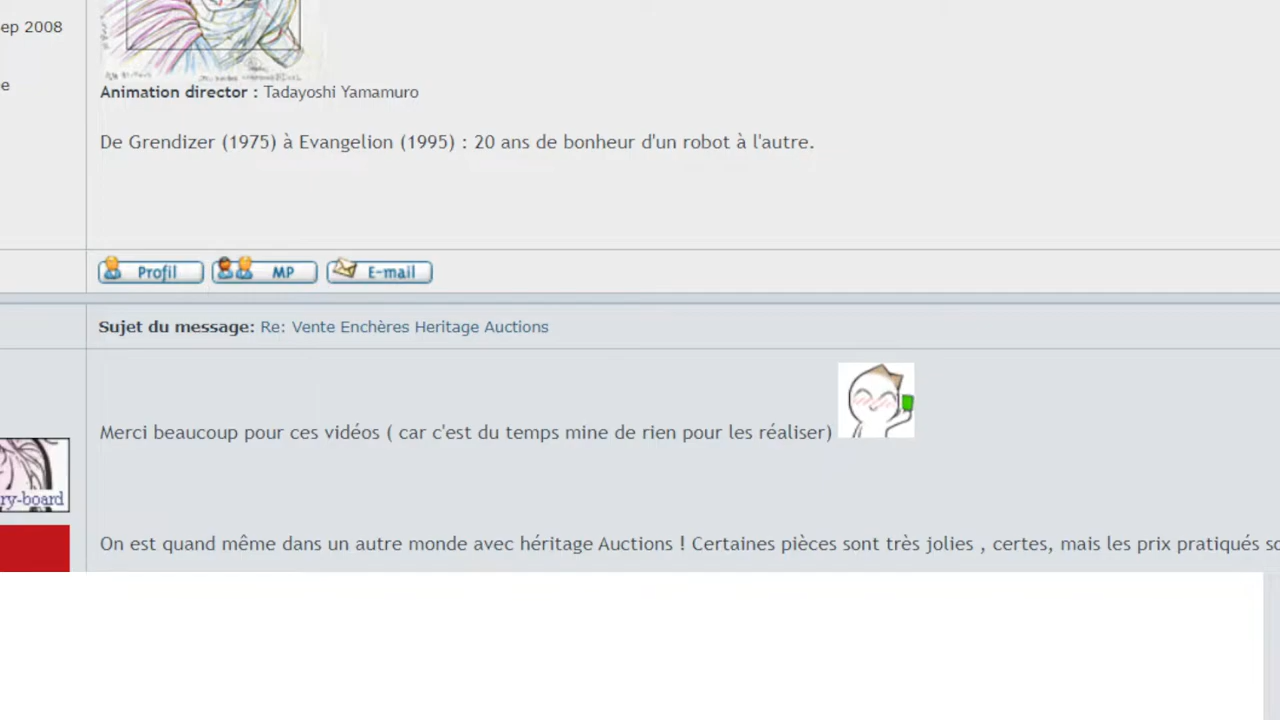 ep 2008
e
Animation director : Tadayoshi Yamamuro
De Grendizer (1975) à Evangelion (1995) : 20 ans de bonheur d'un robot à l'autre.
Profil MP E-mail
Sujet du message: Re: Vente Enchères Heritage Auctions
Merci beaucoup pour ces vidéos ( car c'est du temps mine de rien pour les réaliser)
ry-board
On est quand même dans un autre monde avec héritage Auctions ! Certaines pièces sont très jolies , certes, mais les prix pratiqués so